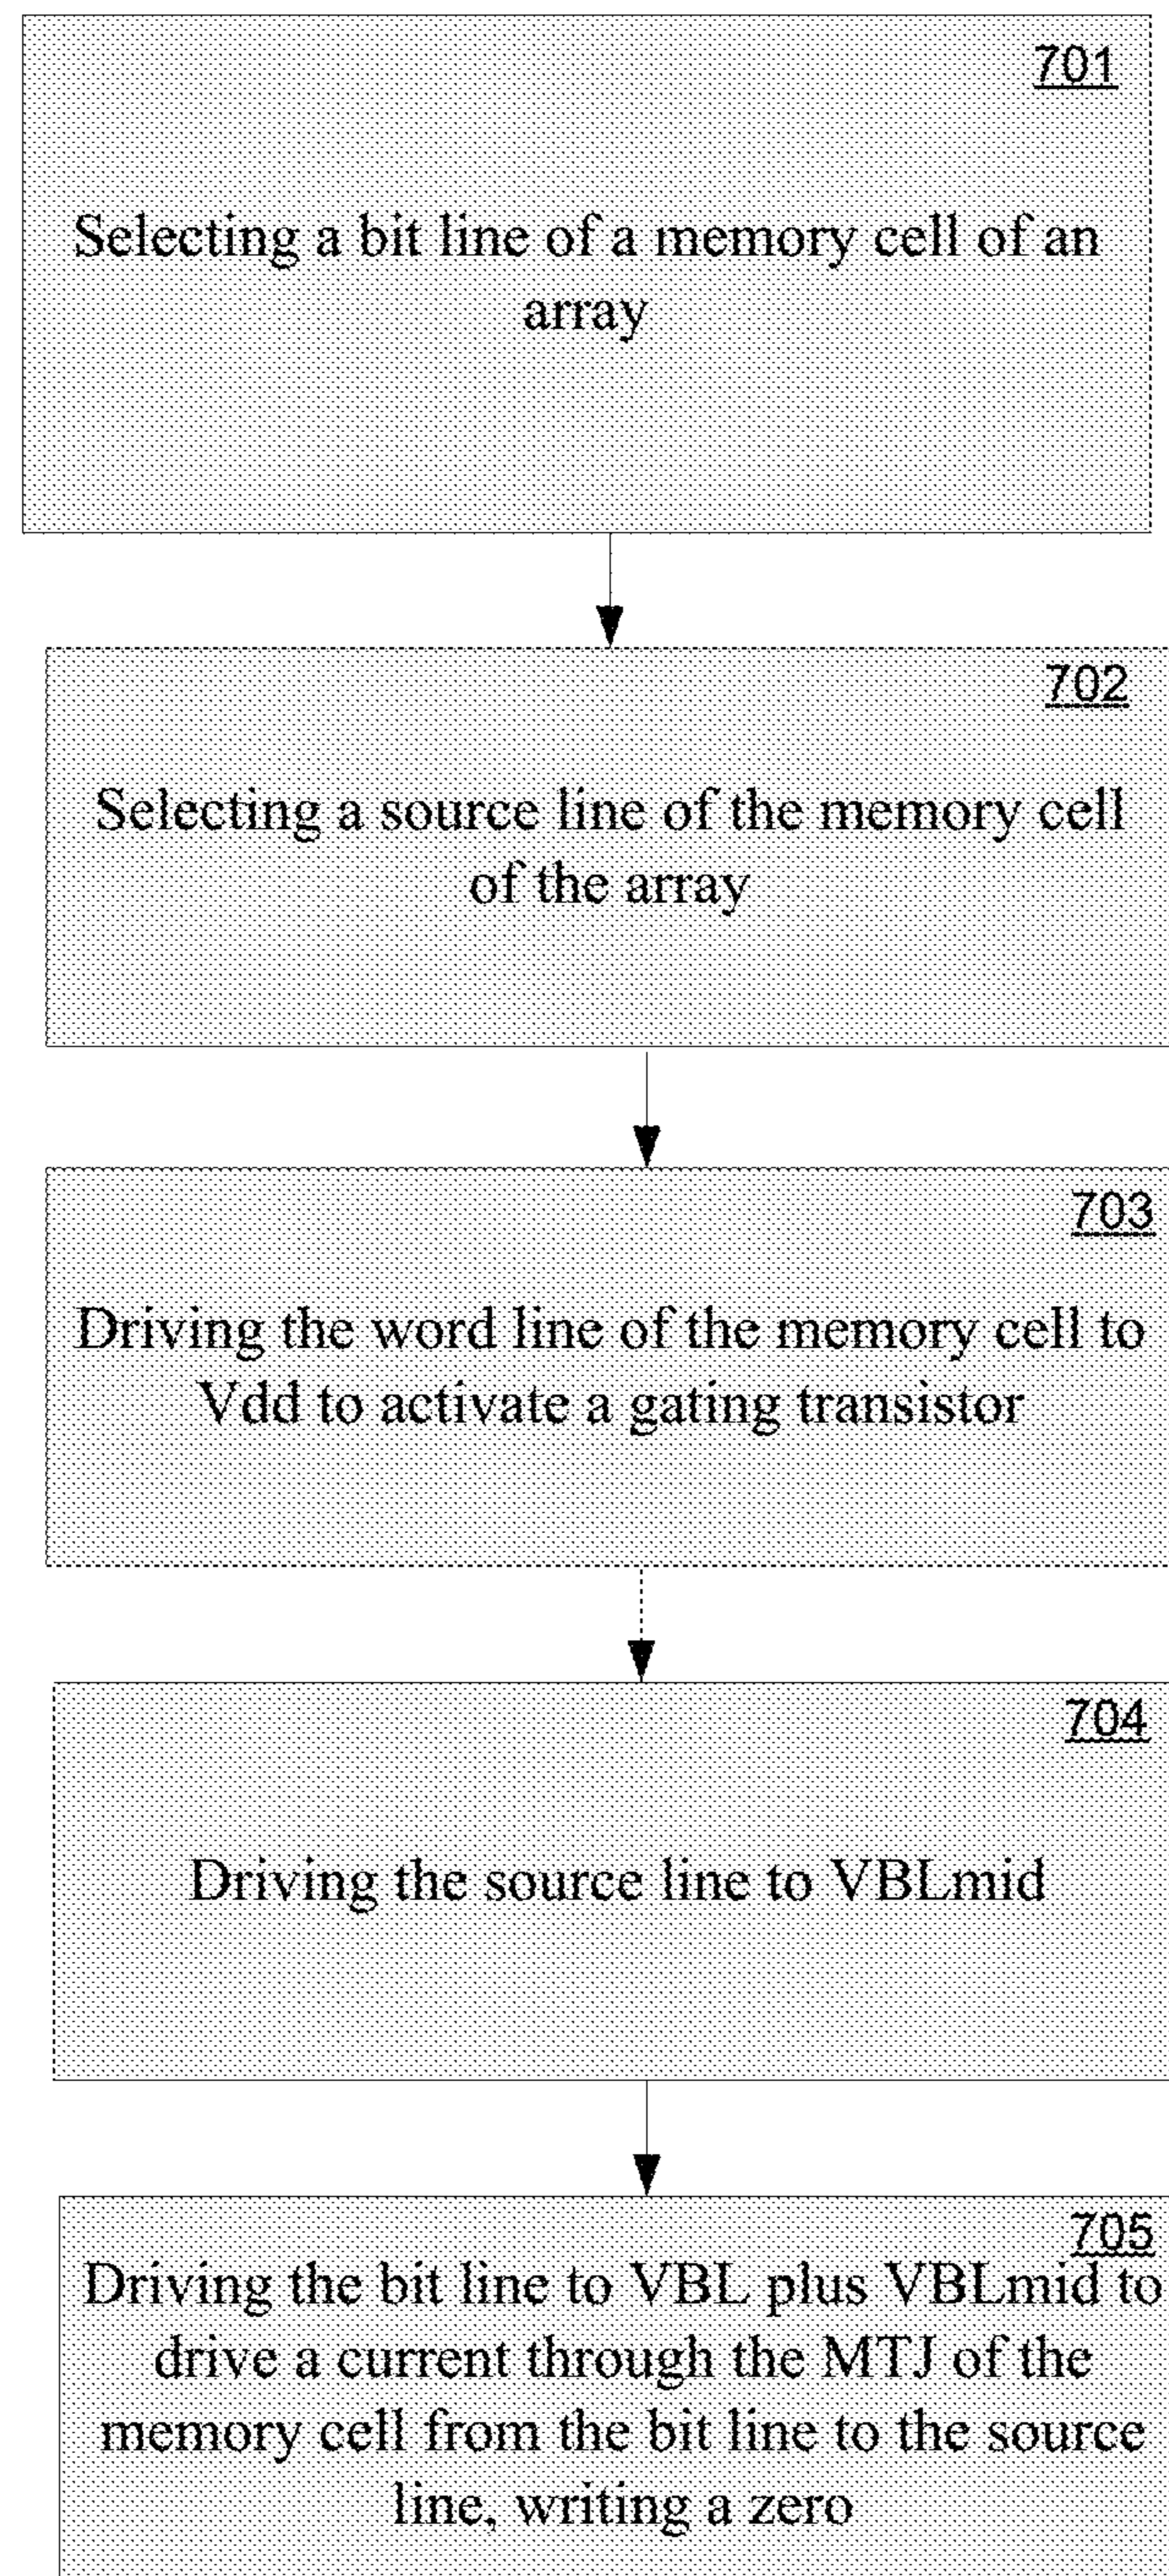 701
Selecting a bit line of a memory cell of an
array
702
Selecting a source line of the memory cell
of the array
703
Driving the word line of the memory cell to
Vdd to activate a gating transistor
704
Driving the source line to VBLmid
705
Driving the bit line to VBL plus VBLmid to
drive a current through the MTJ of the
memory cell from the bit line to the source
line, writing a zero